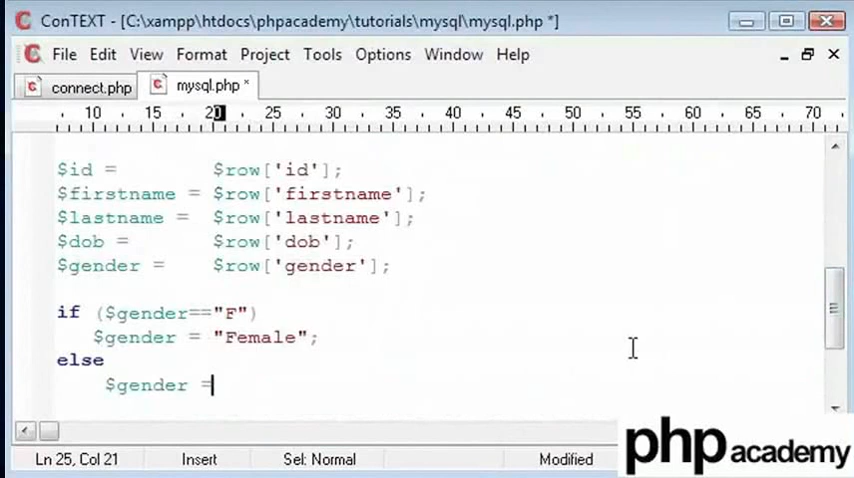 ConTEXT - [C:\xampp\htdocs\phpacademy\tutorials\mysql\mysql.php *]
File Edit View Format Project Tools Options Window Help
connect.php mysql.php *
10 15 20 25 30 35 40 45 50 55 60 65 70
$id = $row['id'];
$firstname = $row['firstname'];
$lastname = $row['lastname'];
$dob = $row['dob'];
$gender = $row['gender'];
if ($gender=="F")
$gender = "Female";
else
$gender =
Ln 25, Col 21 Insert Sel: Normal Modified
php academy